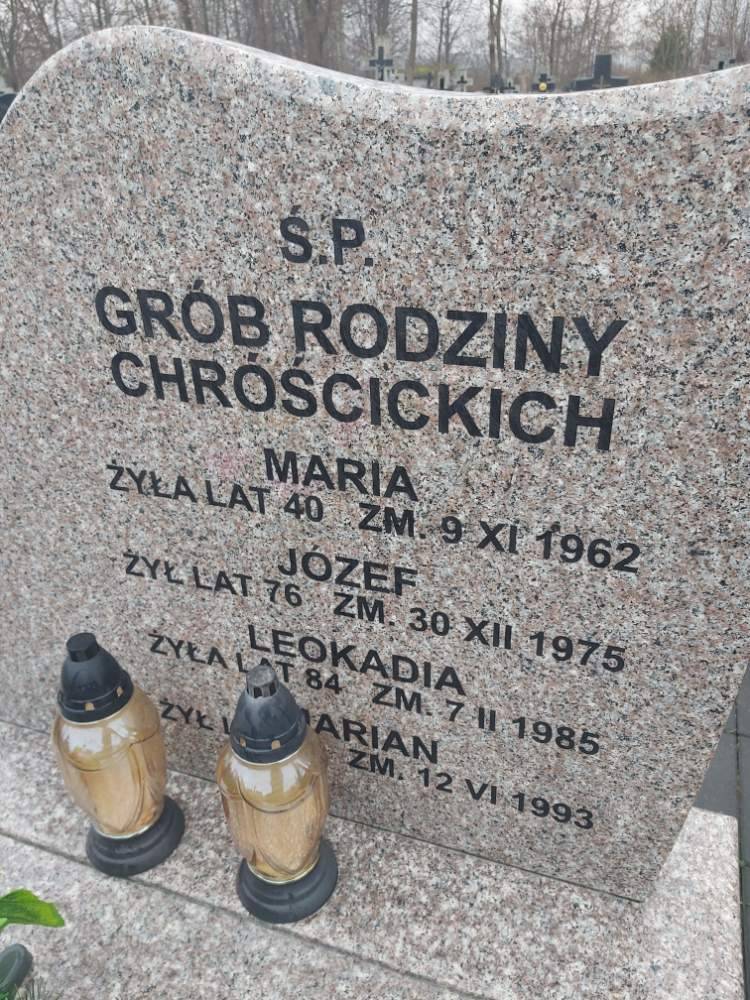 Ś.P.
GRÓB RODZINY
CHRÓŚCICKICH
MARIA
ŻYŁA LAT 40 ZM. 9 XI 1962
JÓZEF
ŻYŁ LAT 76 ZM. 30 XII 1975
LEOKADIA
ŻYŁA LAT 84 ZM. 7 II 1985
MARIAN
ŻYŁ ZM. 12 VI 1993